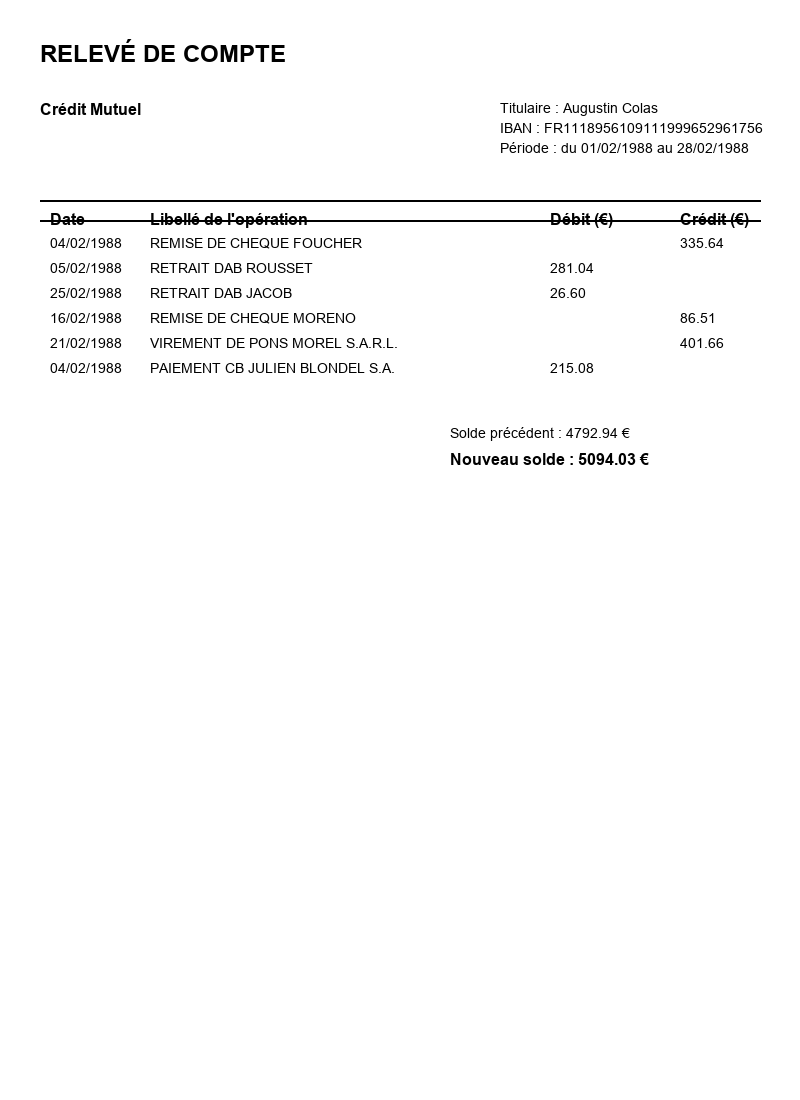 RELEVÉ DE COMPTE
Crédit Mutuel
Titulaire : Augustin Colas
IBAN : FR1118956109111999652961756
Période : du 01/02/1988 au 28/02/1988
Date Libellé de l'opération Débit (€) Crédit (€)
04/02/1988 REMISE DE CHEQUE FOUCHER 335.64
05/02/1988 RETRAIT DAB ROUSSET 281.04
25/02/1988 RETRAIT DAB JACOB 26.60
16/02/1988 REMISE DE CHEQUE MORENO 86.51
21/02/1988 VIREMENT DE PONS MOREL S.A.R.L. 401.66
04/02/1988 PAIEMENT CB JULIEN BLONDEL S.A. 215.08
Solde précédent : 4792.94 €
Nouveau solde : 5094.03 €